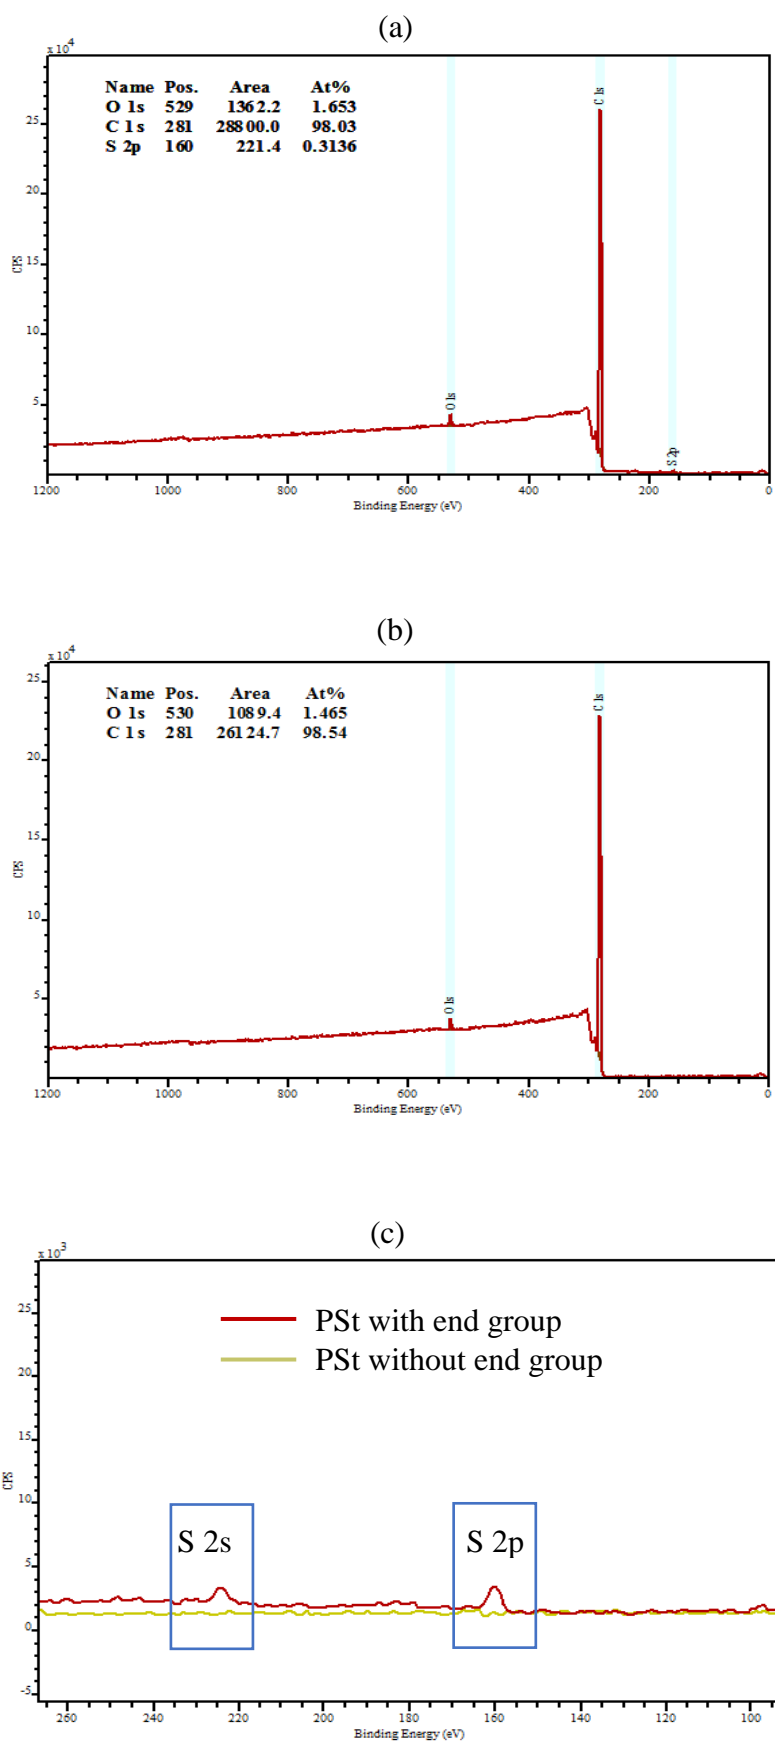 (a)
x 10^4
Name Pos. Area At%
O 1s 529 1362.2 1.653
C 1s 281 28800.0 98.03
S 2p 160 221.4 0.3136
25
20
15
10
5
CPS
O 1s
C 1s
S 2p
1200 1000 800 600 400 200 0
Binding Energy (eV)
(b)
x 10^4
Name Pos. Area At%
O 1s 530 1089.4 1.465
C 1s 281 26124.7 98.54
25
20
15
10
5
CPS
O 1s
C 1s
1200 1000 800 600 400 200 0
Binding Energy (eV)
(c)
x 10^3
PSt with end group
PSt without end group
25
20
15
10
5
0
-5
CPS
S 2s
S 2p
260 240 220 200 180 160 140 120 100
Binding Energy (eV)